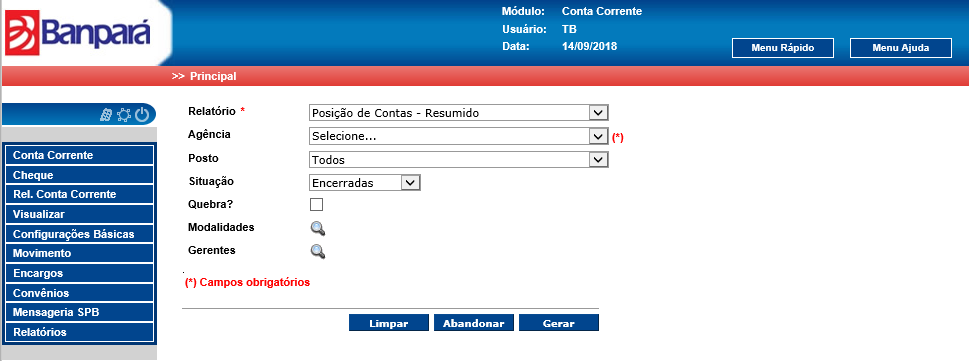 Banpará
Módulo: Conta Corrente
Usuário: TB
Data: 14/09/2018
Menu Rápido
Menu Ajuda
>> Principal
Conta Corrente
Cheque
Rel. Conta Corrente
Visualizar
Configurações Básicas
Movimento
Encargos
Convênios
Mensageria SPB
Relatórios
Relatório * Posição de Contas - Resumido
Agência Selecione... (*)
Posto Todos
Situação Encerradas
Quebra?
Modalidades
Gerentes
(*) Campos obrigatórios
Limpar Abandonar Gerar